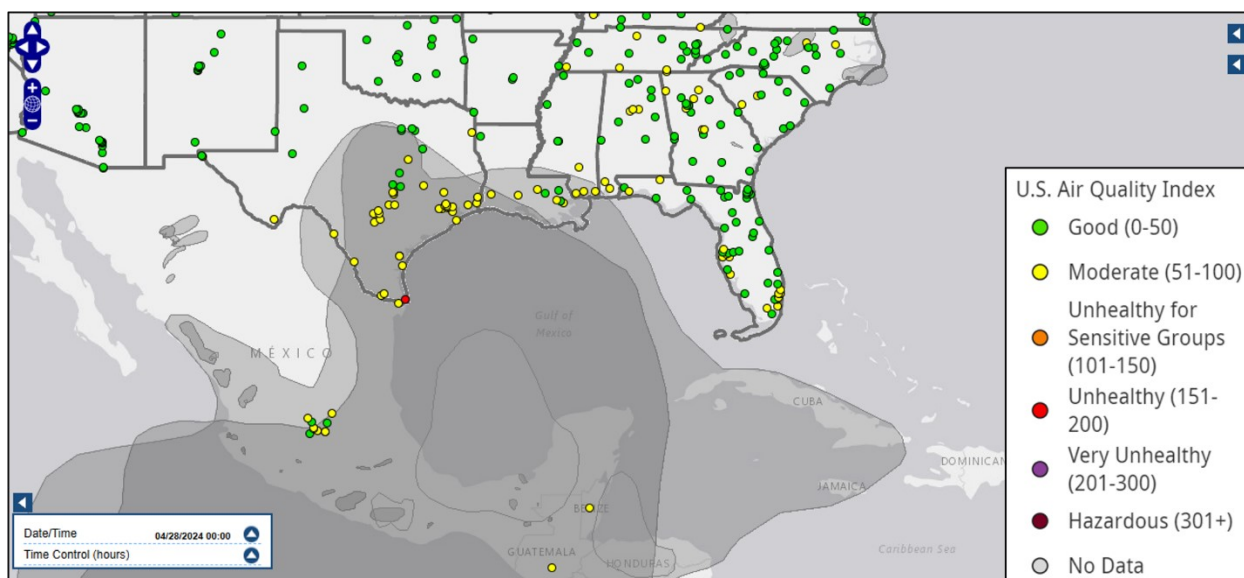 U.S. Air Quality Index
Good (0-50)
Moderate (51-100)
Unhealthy for
Sensitive Groups
(101-150)
Unhealthy (151-
200)
Very Unhealthy
(201-300)
Hazardous (301+)
No Data
Gulf of
Mexico
MÉXICO
CUBA
DOMINICAN
JAMAICA
BELIZE
GUATEMALA
HONDURAS
Caribbean Sea
Date/Time 04/28/2024 00:00
Time Control (hours)